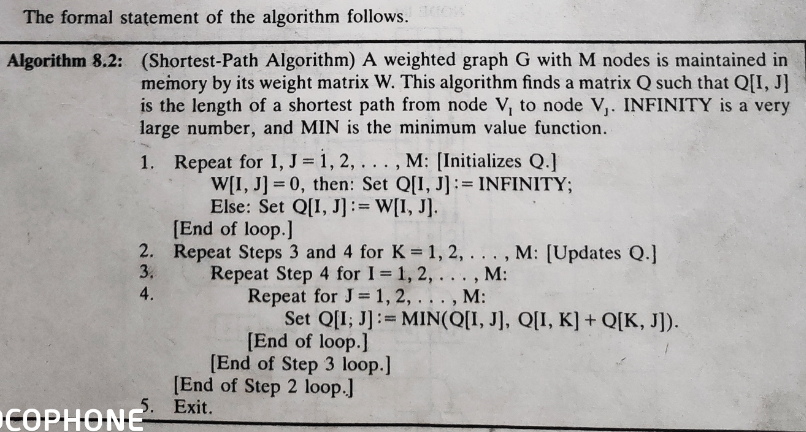 The formal statement of the algorithm follows.
Algorithm 8.2: (Shortest-Path Algorithm) A weighted graph G with M nodes is maintained in
memory by its weight matrix W. This algorithm finds a matrix Q such that Q[I, J]
is the length of a shortest path from node V_I to node V_J. INFINITY is a very
large number, and MIN is the minimum value function.
1. Repeat for I, J = 1, 2, . . . , M: [Initializes Q.]
W[I, J] = 0, then: Set Q[I, J] := INFINITY;
Else: Set Q[I, J] := W[I, J].
[End of loop.]
2. Repeat Steps 3 and 4 for K = 1, 2, . . . , M: [Updates Q.]
3. Repeat Step 4 for I = 1, 2, . . . , M:
4. Repeat for J = 1, 2, . . . , M:
Set Q[I; J] := MIN(Q[I, J], Q[I, K] + Q[K, J]).
[End of loop.]
[End of Step 3 loop.]
[End of Step 2 loop.]
5. Exit.
OCOPHONE